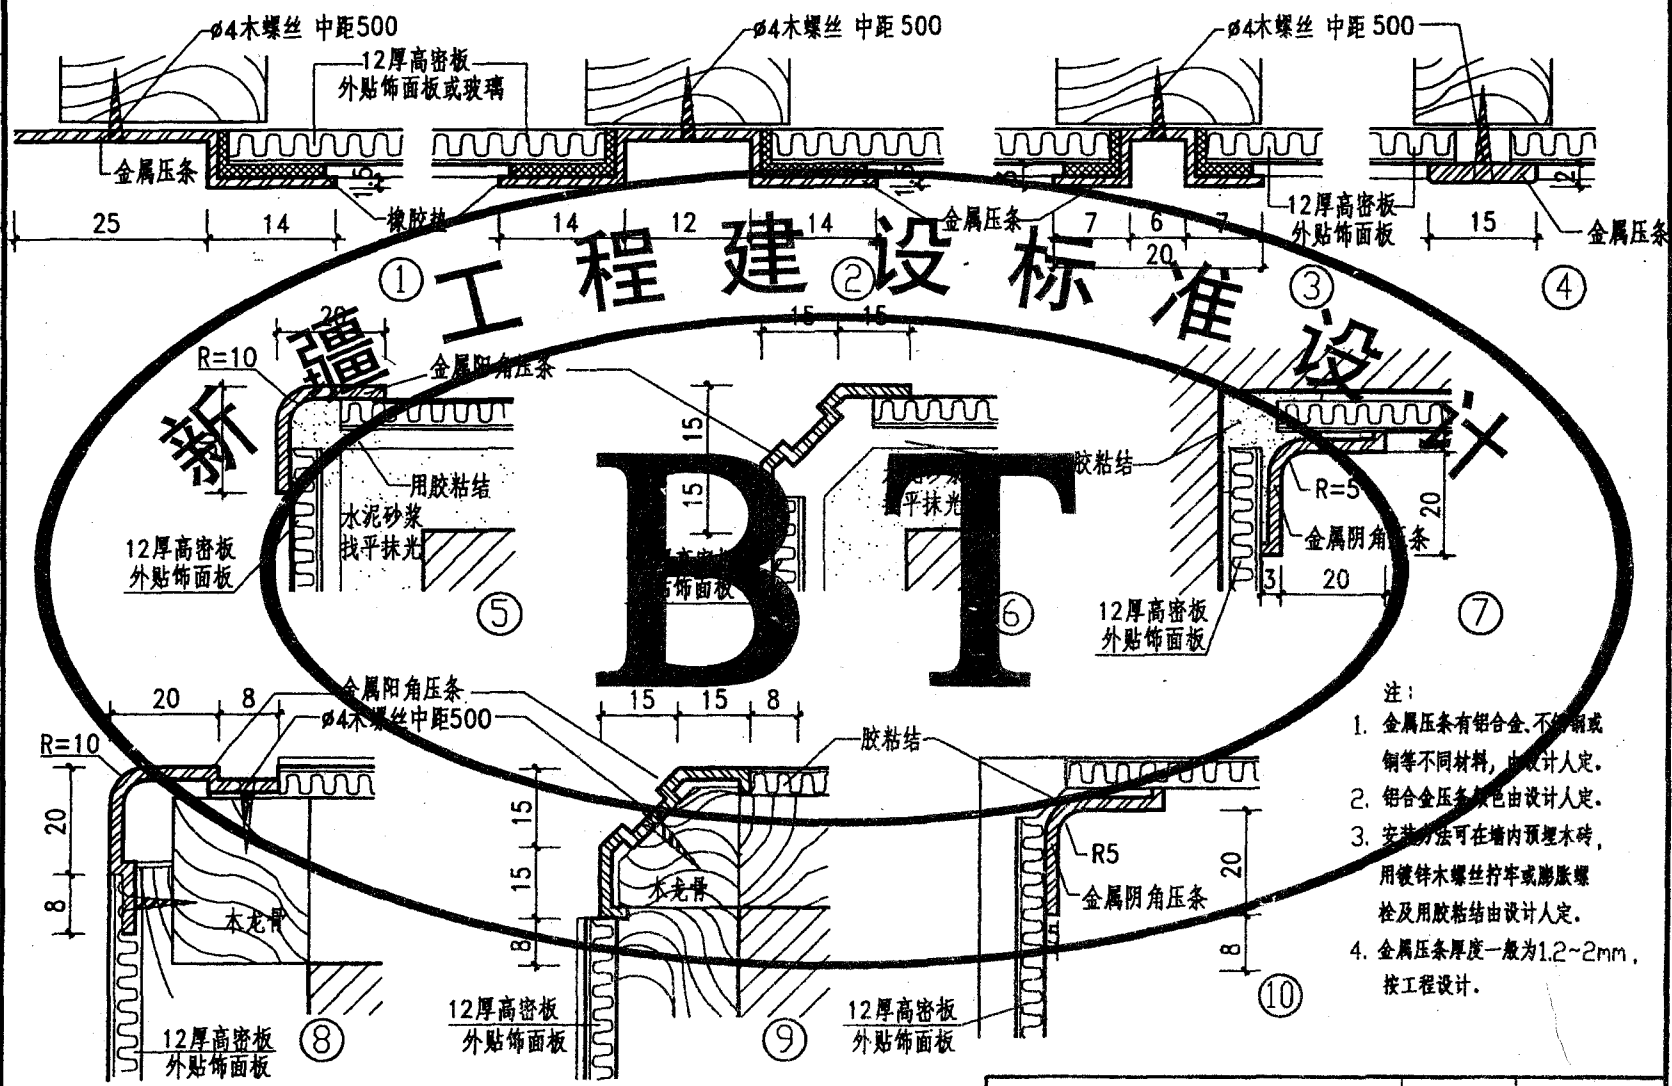 ø4木螺丝 中距500
ø4木螺丝 中距500
ø4木螺丝 中距500
12厚高密板
外贴饰面板或玻璃
金属压条
1.5
橡胶垫
1.5
金属压条
12厚高密板
外贴饰面板
2
金属压条
25
14
14
12
14
7
6
7
20
15
①
②
③
④
新疆工程建设标准设计
BT
20
R=10
金属阳角压条
20
用胶粘结
水泥砂浆
找平抹光
12厚高密板
外贴饰面板
⑤
15
15
15
15
找平抹光
⑥
胶粘结
R=5
金属阴角压条
20
3
20
12厚高密板
外贴饰面板
⑦
20
8
金属阳角压条
ø4木螺丝中距500
R=10
20
8
木龙骨
12厚高密板
外贴饰面板
⑧
15
15
8
15
15
8
木龙骨
12厚高密板
外贴饰面板
⑨
胶粘结
R5
金属阴角压条
20
8
12厚高密板
外贴饰面板
⑩
注:
1. 金属压条有铝合金、不锈钢或
铜等不同材料, 由设计人定.
2. 铝合金压条颜色由设计人定.
3. 安装方法可在墙内预埋木砖,
用镀锌木螺丝拧牢或膨胀螺
栓及用胶粘结由设计人定.
4. 金属压条厚度一般为1.2~2mm,
按工程设计.